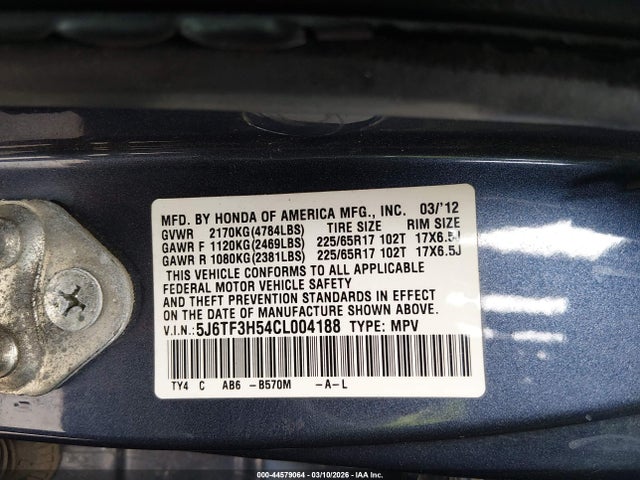 MFD. BY HONDA OF AMERICA MFG., INC. 03/'12
GVWR 2170KG(4784LBS) TIRE SIZE RIM SIZE
GAWR F 1120KG(2469LBS) 225/65R17 102T 17X6.5J
GAWR R 1080KG(2381LBS) 225/65R17 102T 17X6.5J
THIS VEHICLE CONFORMS TO ALL APPLICABLE
FEDERAL MOTOR VEHICLE SAFETY
AND THEFT PREVENTION STANDARDS IN EFFECT
ON THE DATE OF MANUFACTURE SHOWN ABOVE.
V.I.N.:5J6TF3H54CL004188 TYPE: MPV
TY4 C AB6 -B570M -A-L
000-44579064 | 03/10/2026 | IAA Inc.